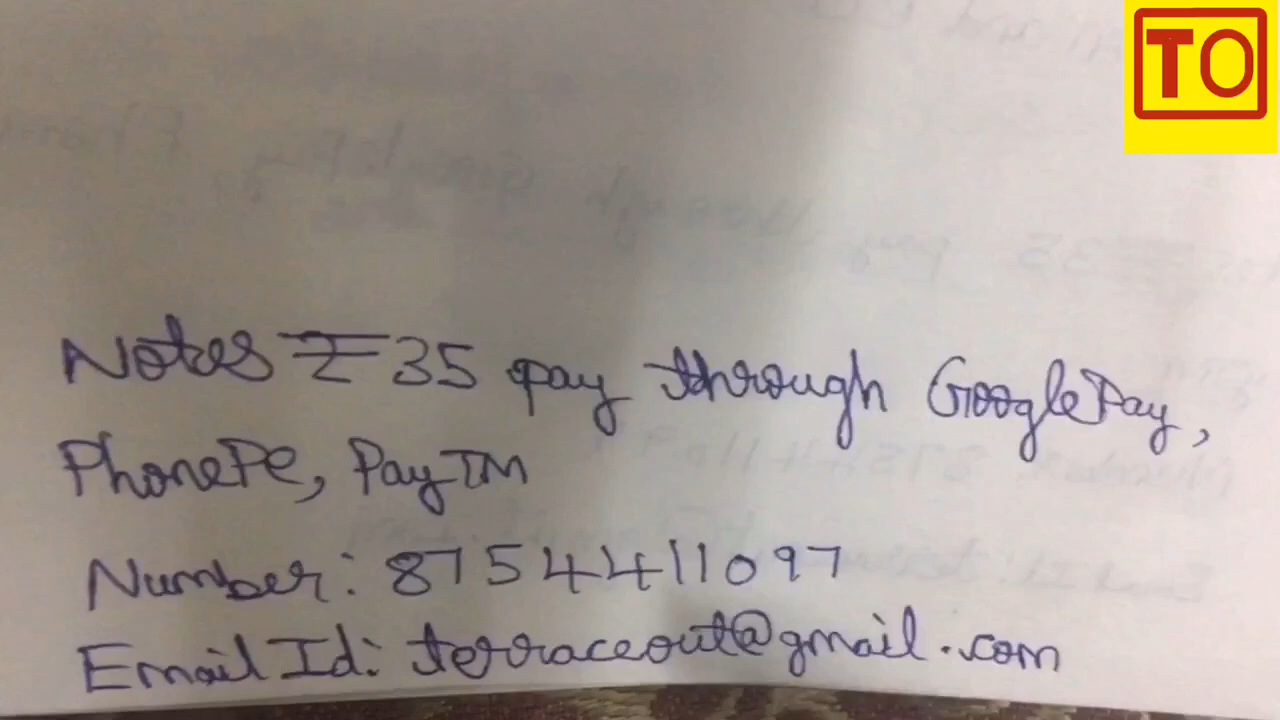 TO
Notes ₹ 35 pay through GooglePay,
PhonePe, PayTM
Number: 8754411097
Email Id: terraceout@gmail.com